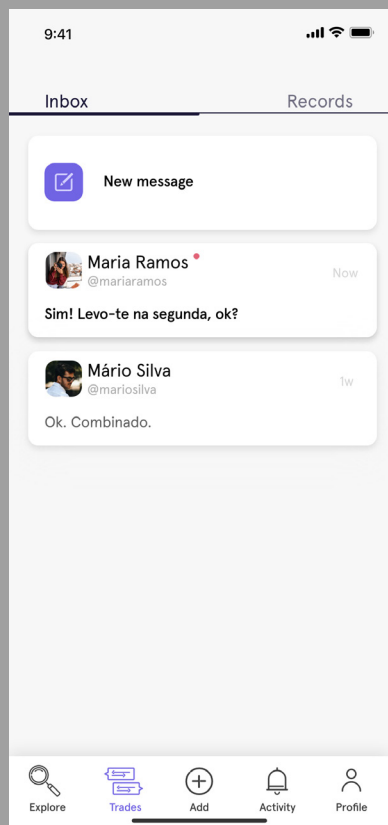 9:41
Inbox Records
New message
Maria Ramos
@mariaramos
Now
Sim! Levo-te na segunda, ok?
Mário Silva
@mariosilva
1w
Ok. Combinado.
Explore Trades Add Activity Profile